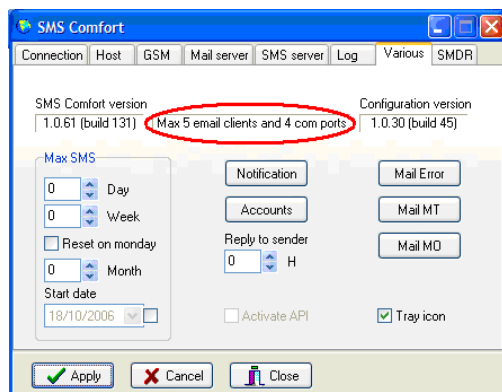 SMS Comfort
Connection Host GSM Mail server SMS server Log Various SMDR
SMS Comfort version Configuration version
1.0.61 (build 131) Max 5 email clients and 4 com ports 1.0.30 (build 45)
Max SMS
0 Day
0 Week
Reset on monday
0 Month
Start date
18/10/2006
Notification
Accounts
Reply to sender
0 H
Activate API
Mail Error
Mail MT
Mail MO
Tray icon
Apply Cancel Close